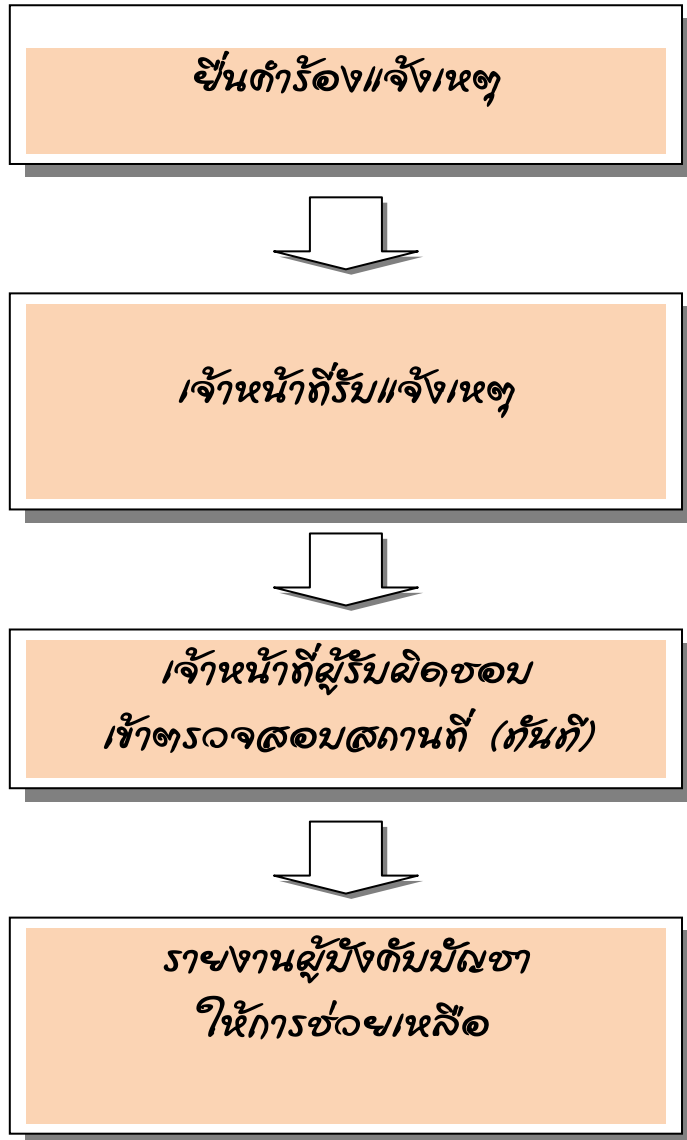 ยื่นคำร้องแจ้งเหตุ
เจ้าหน้าที่รับแจ้งเหตุ
เจ้าหน้าที่ผู้รับผิดชอบ
เข้าตรวจสอบสถานที่ (ทันที)
รายงานผู้บังคับบัญชา
ให้การช่วยเหลือ